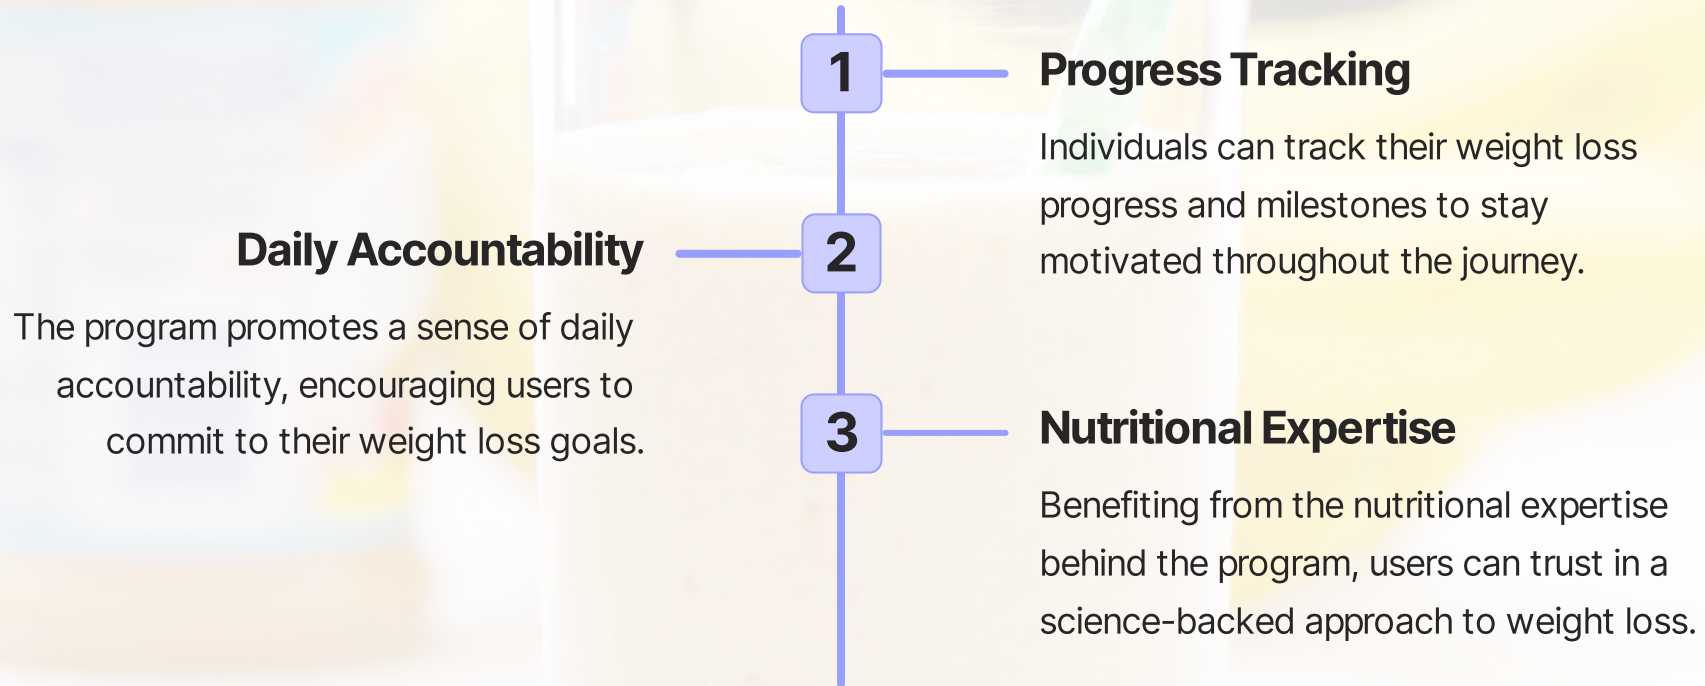 1
Progress Tracking
Individuals can track their weight loss
progress and milestones to stay
motivated throughout the journey.
2
Daily Accountability
The program promotes a sense of daily
accountability, encouraging users to
commit to their weight loss goals.
3
Nutritional Expertise
Benefiting from the nutritional expertise
behind the program, users can trust in a
science-backed approach to weight loss.